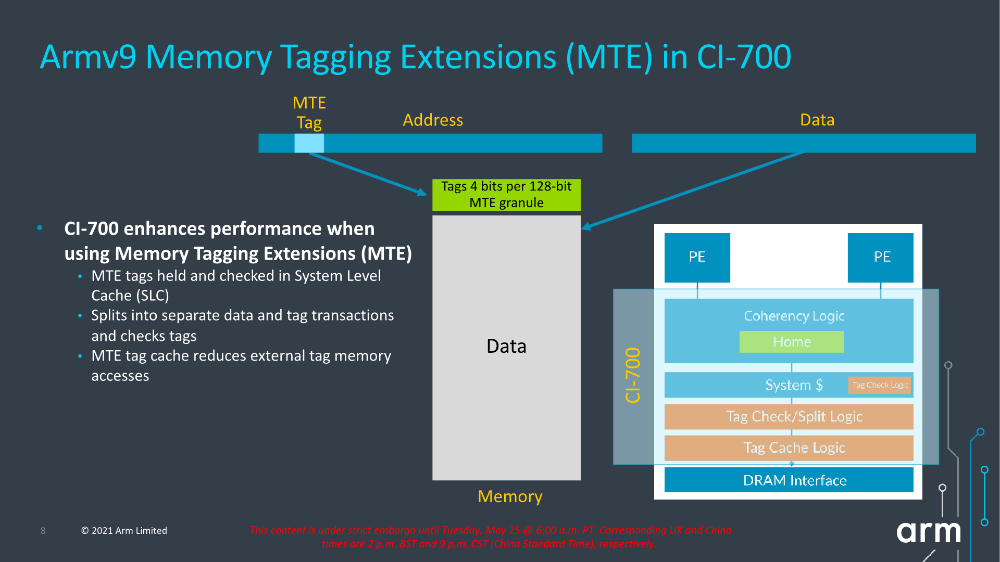 Armv9 Memory Tagging Extensions (MTE) in CI-700
MTE
Tag
Address
Data
Tags 4 bits per 128-bit
MTE granule
• CI-700 enhances performance when
using Memory Tagging Extensions (MTE)
• MTE tags held and checked in System Level
Cache (SLC)
• Splits into separate data and tag transactions
and checks tags
• MTE tag cache reduces external tag memory
accesses
Data
Memory
PE
PE
CI-700
Coherency Logic
Home
System $
Tag Check Logic
Tag Check/Split Logic
Tag Cache Logic
DRAM Interface
8
© 2021 Arm Limited
This content is under strict embargo until Tuesday, May 25 @ 6:00 a.m. PT. Corresponding UK and China
times are 2 p.m. BST and 9 p.m. CST (China Standard Time), respectively.
arm